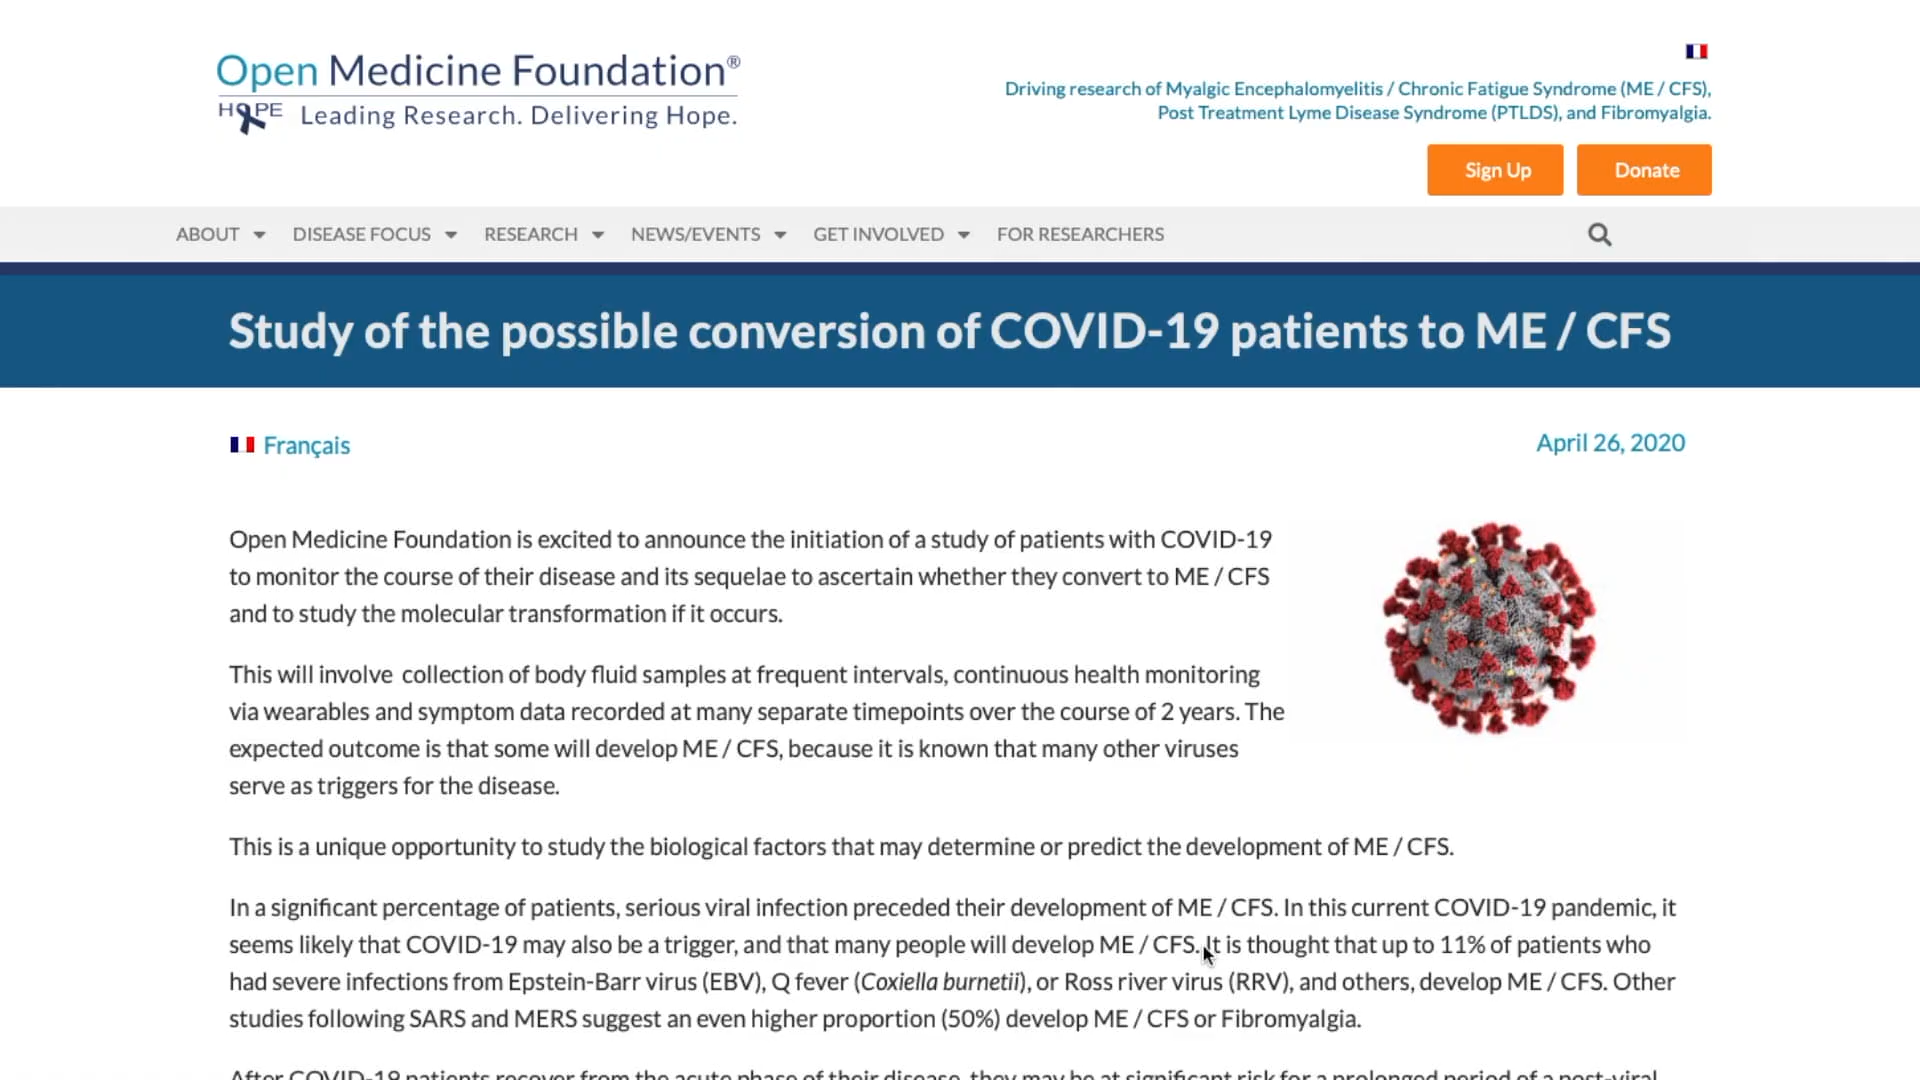 Open Medicine Foundation®
HOPE Leading Research. Delivering Hope.
Driving research of Myalgic Encephalomyelitis / Chronic Fatigue Syndrome (ME / CFS),
Post Treatment Lyme Disease Syndrome (PTLDS), and Fibromyalgia.
Sign Up Donate
ABOUT DISEASE FOCUS RESEARCH NEWS/EVENTS GET INVOLVED FOR RESEARCHERS
Study of the possible conversion of COVID-19 patients to ME / CFS
Français
April 26, 2020
Open Medicine Foundation is excited to announce the initiation of a study of patients with COVID-19
to monitor the course of their disease and its sequelae to ascertain whether they convert to ME / CFS
and to study the molecular transformation if it occurs.
This will involve collection of body fluid samples at frequent intervals, continuous health monitoring
via wearables and symptom data recorded at many separate timepoints over the course of 2 years. The
expected outcome is that some will develop ME / CFS, because it is known that many other viruses
serve as triggers for the disease.
This is a unique opportunity to study the biological factors that may determine or predict the development of ME / CFS.
In a significant percentage of patients, serious viral infection preceded their development of ME / CFS. In this current COVID-19 pandemic, it
seems likely that COVID-19 may also be a trigger, and that many people will develop ME / CFS. It is thought that up to 11% of patients who
had severe infections from Epstein-Barr virus (EBV), Q fever (Coxiella burnetii), or Ross river virus (RRV), and others, develop ME / CFS. Other
studies following SARS and MERS suggest an even higher proportion (50%) develop ME / CFS or Fibromyalgia.
After COVID-19 patients recover from the acute phase of their disease, they may be at significant risk for a prolonged period of a post-viral